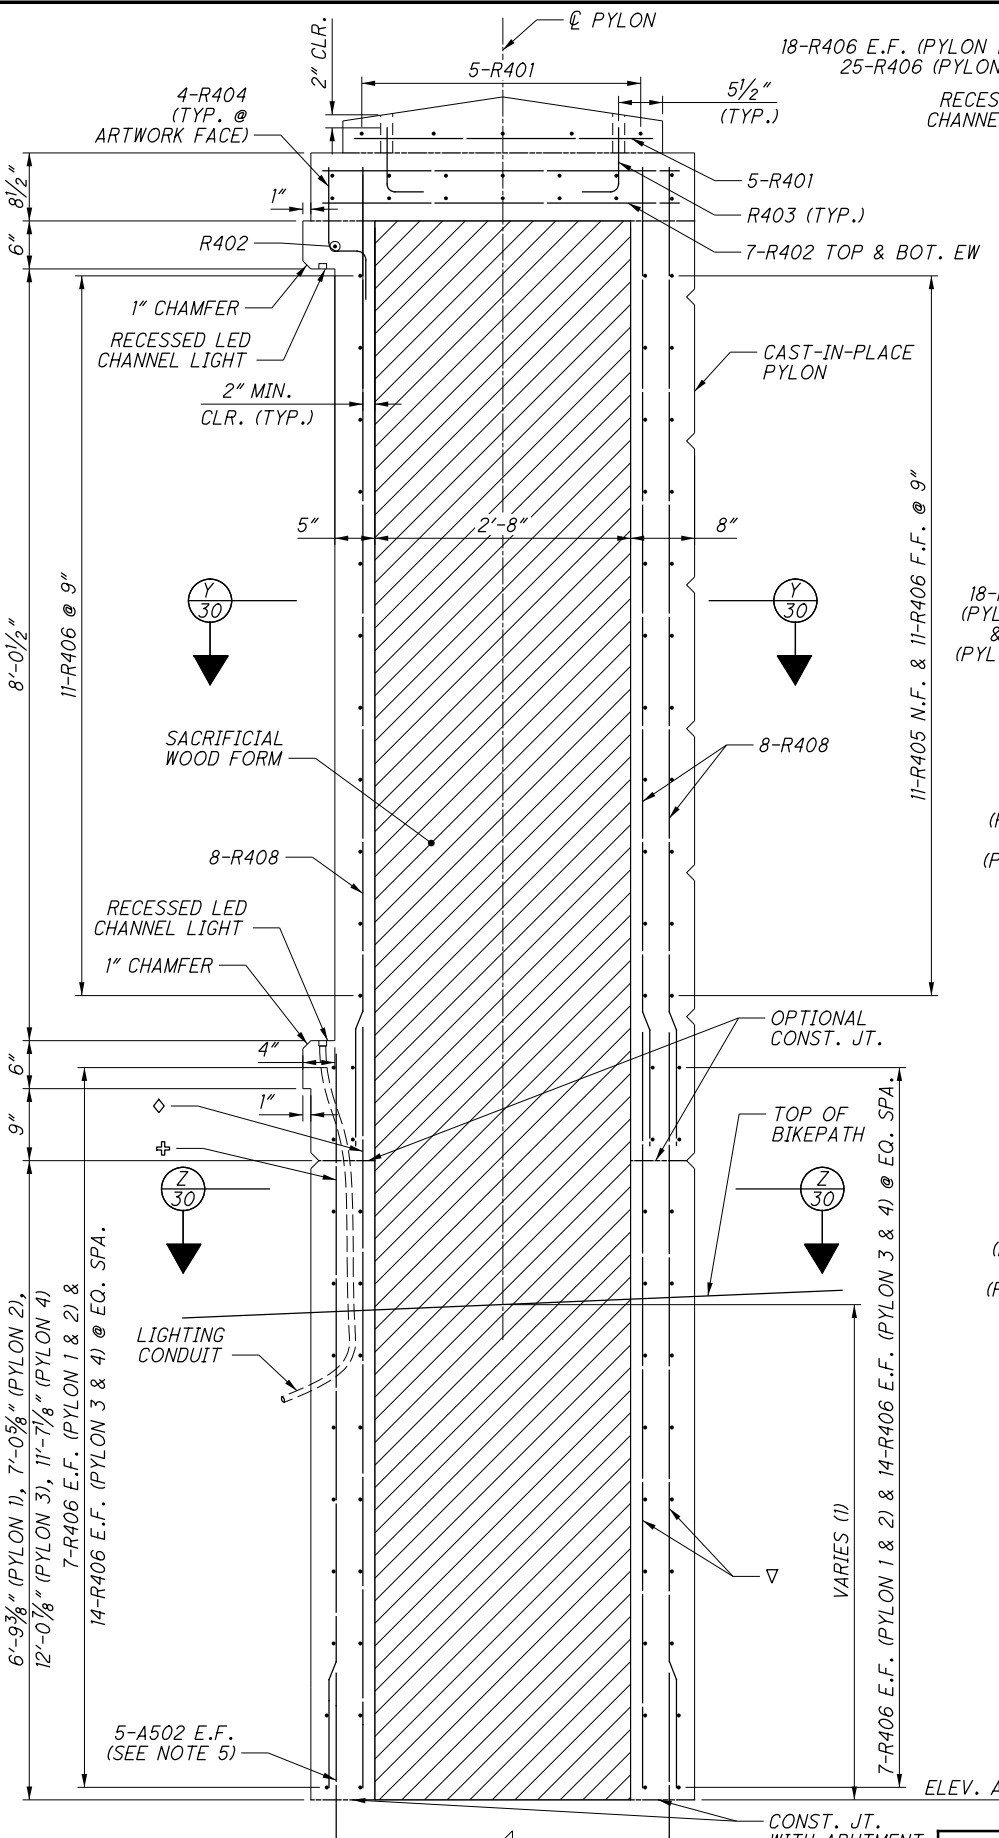 ℄ PYLON
2" CLR.
5-R401
18-R406 E.F. (PYLON
25-R406 (PYLON
4-R404
(TYP. @
ARTWORK FACE)
5½"
(TYP.)
RECES
CHANNE
8½"
1"
5-R401
R403 (TYP.)
6"
R402
7-R402 TOP & BOT. EW
1" CHAMFER
RECESSED LED
CHANNEL LIGHT
CAST-IN-PLACE
PYLON
2" MIN.
CLR. (TYP.)
5"
2'-8"
8"
11-R405 N.F. & 11-R406 F.F. @ 9"
11-R406 @ 9"
8'-0½"
Y
30
Y
30
18-
(PYL
&
(PYL
SACRIFICIAL
WOOD FORM
8-R408
8-R408
(P
RECESSED LED
CHANNEL LIGHT
1" CHAMFER
OPTIONAL
CONST. JT.
6"
4"
9"
1"
TOP OF
BIKEPATH
Z
30
Z
30
LIGHTING
CONDUIT
6'-9⅜" (PYLON 1), 7'-0⅝" (PYLON 2),
12'-0⅞" (PYLON 3), 11'-7⅛" (PYLON 4)
7-R406 E.F. (PYLON 1 & 2) &
14-R406 E.F. (PYLON 3 & 4) @ EQ. SPA.
VARIES (1)
7-R406 E.F. (PYLON 1 & 2) & 14-R406 E.F. (PYLON 3 & 4) @ EQ. SPA.
5-A502 E.F.
(SEE NOTE 5)
ELEV. A
CONST. JT.
WITH ABUTMENT